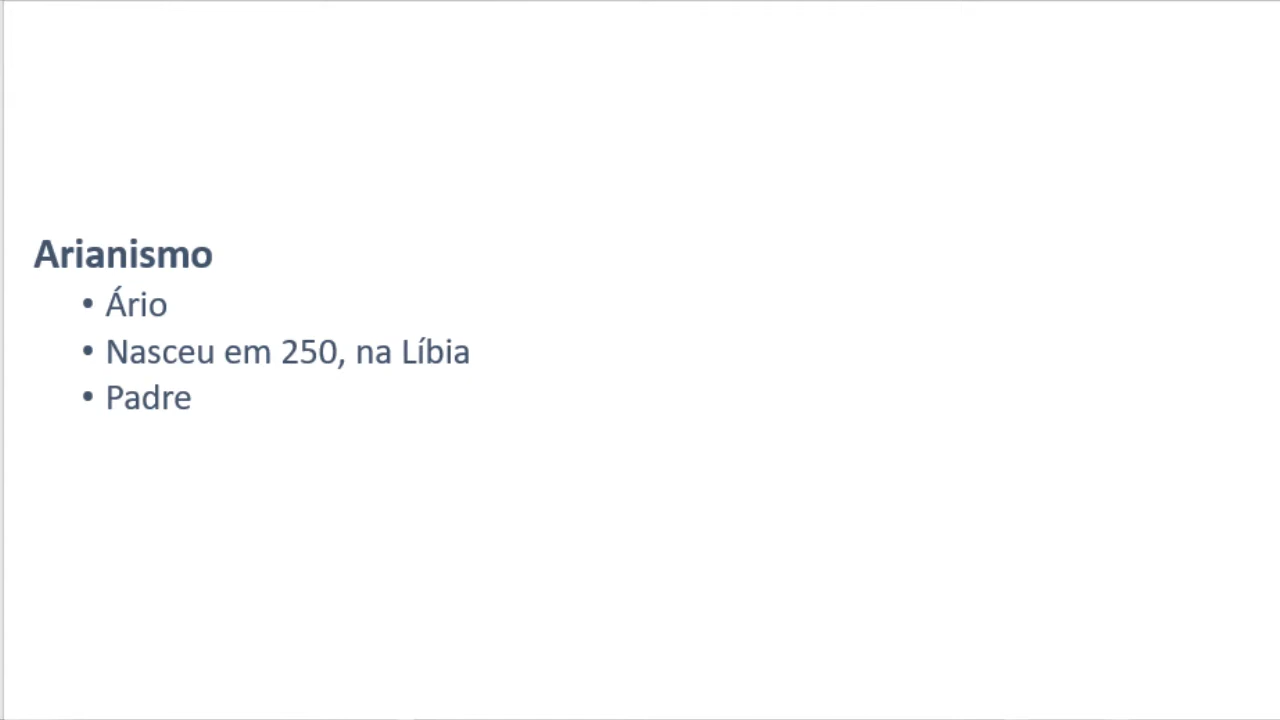 Arianismo
• Ário
• Nasceu em 250, na Líbia
• Padre